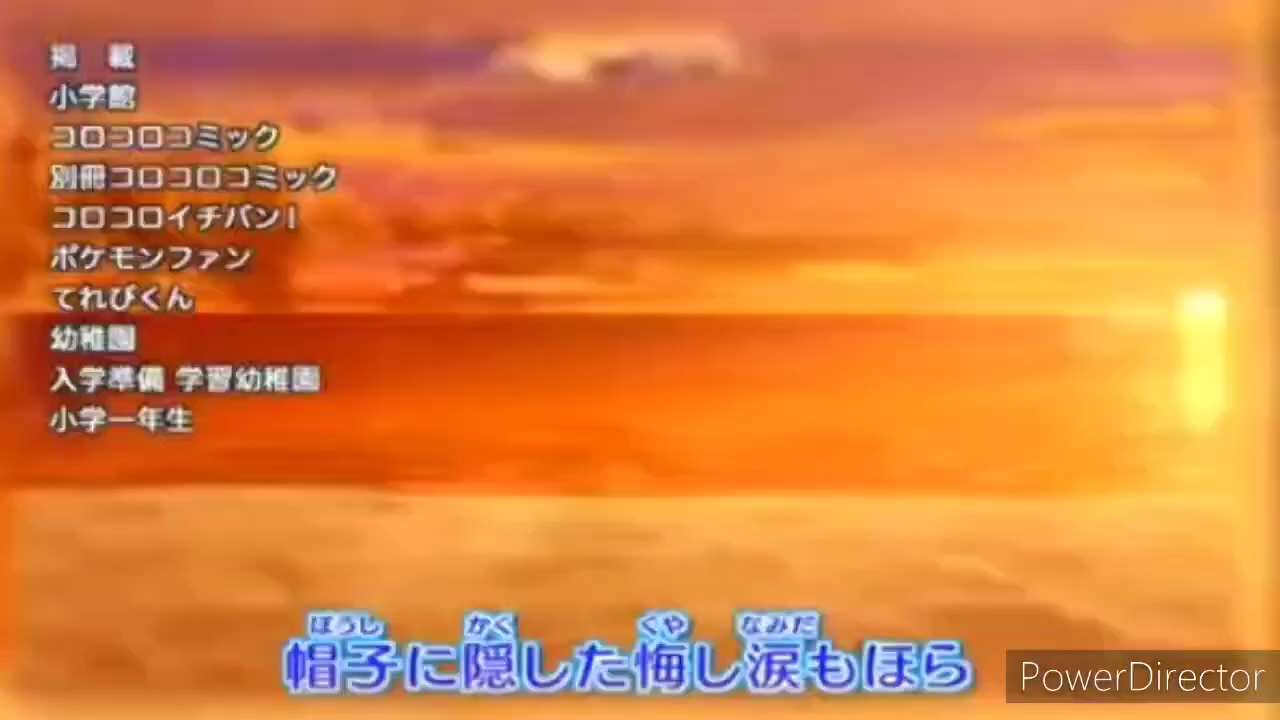 掲　載
小学館
コロコロコミック
別冊コロコロコミック
コロコロイチバン!
ポケモンファン
てれびくん
幼稚園
入学準備 学習幼稚園
小学一年生
ぼうし かく くや なみだ
帽子に隠した悔し涙もほら
PowerDirector